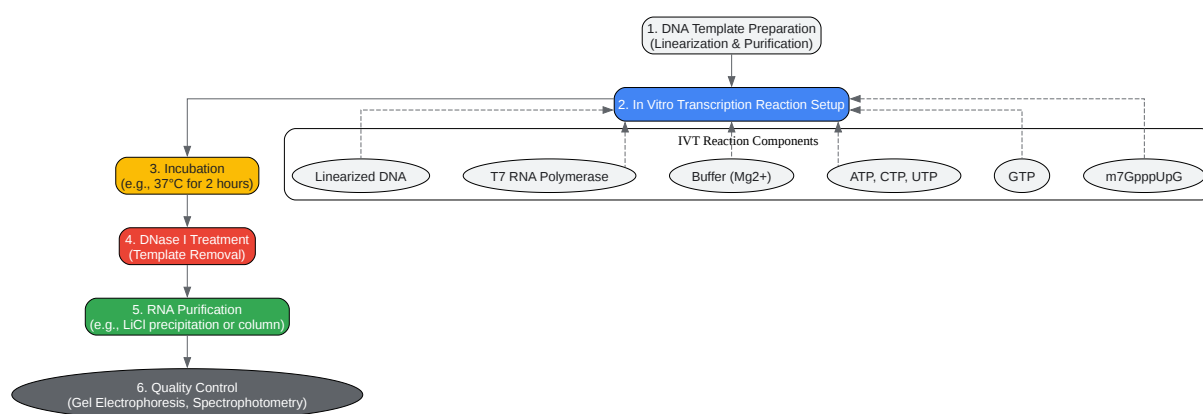 1. DNA Template Preparation
(Linearization & Purification)
2. In Vitro Transcription Reaction Setup
IVT Reaction Components
Linearized DNA
T7 RNA Polymerase
Buffer (Mg2+)
ATP, CTP, UTP
GTP
m7GpppUpG
3. Incubation
(e.g., 37°C for 2 hours)
4. DNase I Treatment
(Template Removal)
5. RNA Purification
(e.g., LiCl precipitation or column)
6. Quality Control
(Gel Electrophoresis, Spectrophotometry)